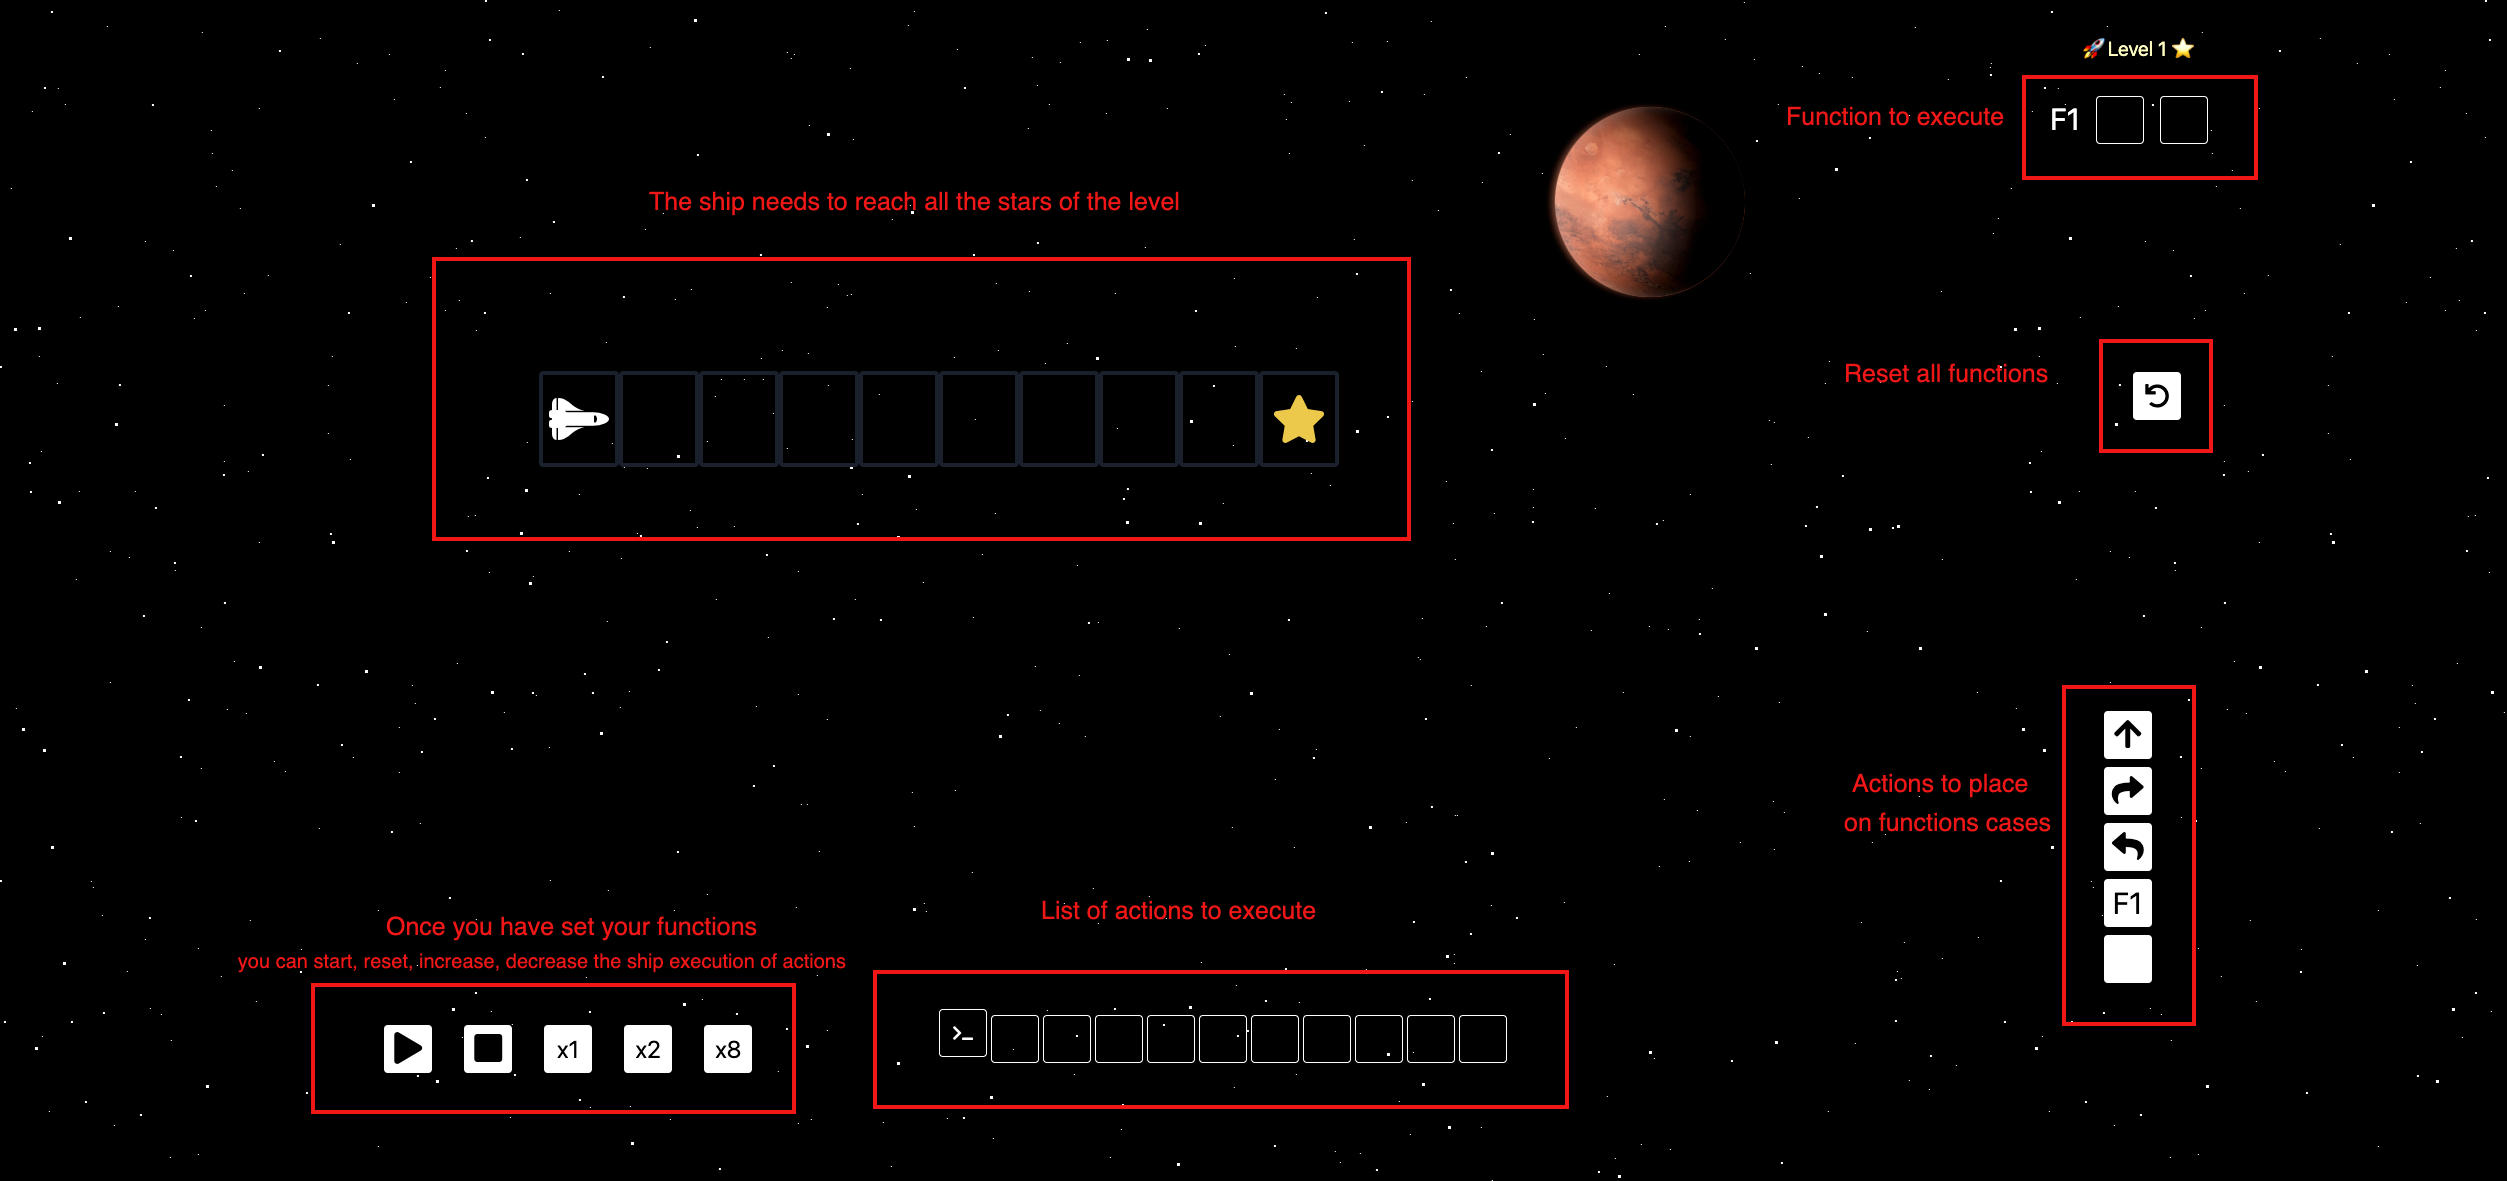 🚀 Level 1 ⭐
Function to execute
F1
The ship needs to reach all the stars of the level
Reset all functions
Actions to place
on functions cases
F1
Once you have set your functions
you can start, reset, increase, decrease the ship execution of actions
x1
x2
x8
List of actions to execute
>_